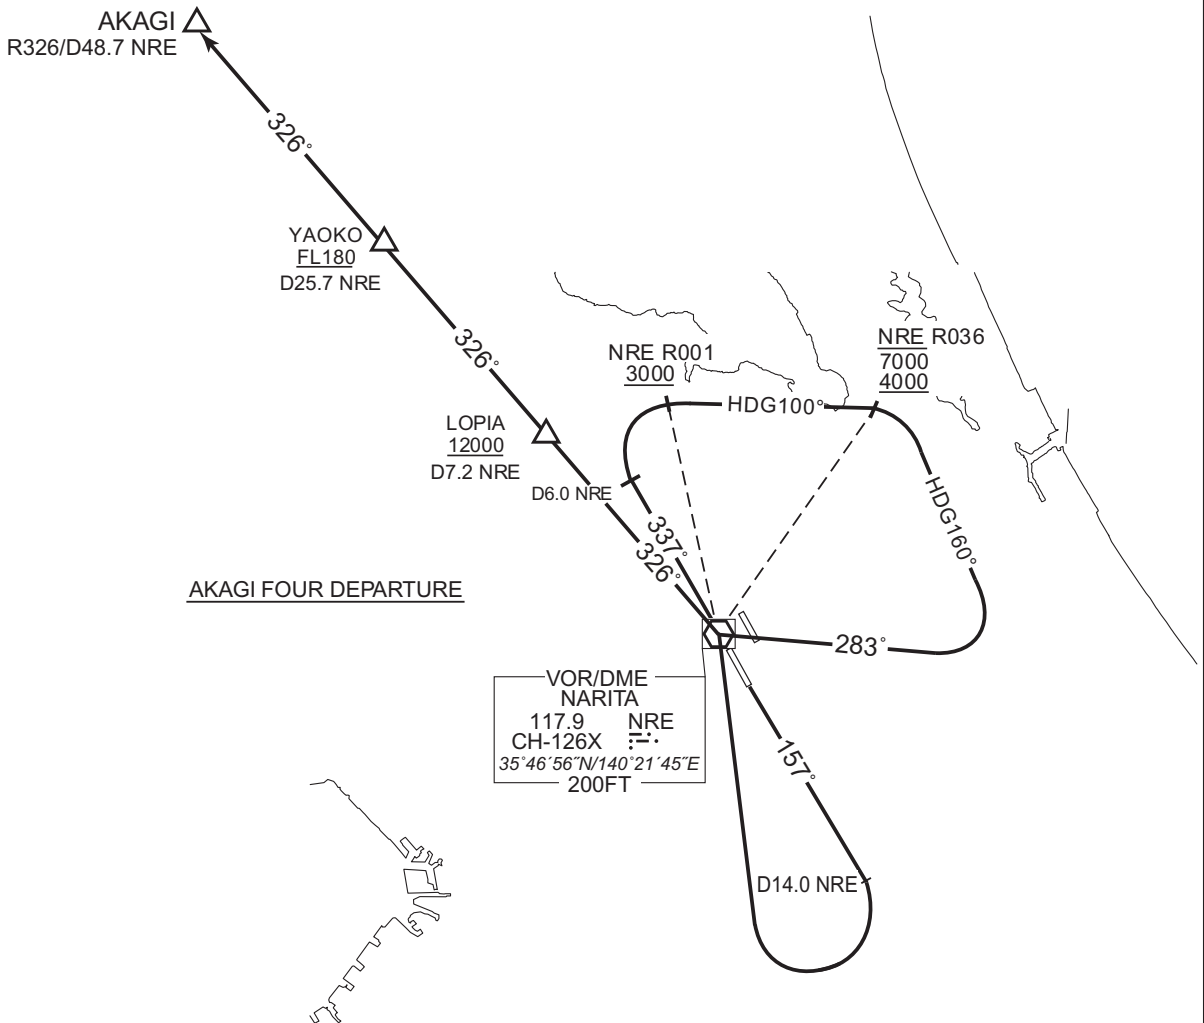 AKAGI
R326/D48.7 NRE
326°
YAOKO
FL180
D25.7 NRE
326°
NRE R001
3000
NRE R036
7000
4000
HDG100°
LOPIA
12000
D7.2 NRE
D6.0 NRE
HDG160°
337°
326°
AKAGI FOUR DEPARTURE
283°
VOR/DME
NARITA
117.9 NRE
CH-126X
35°46´56˝N/140°21´45˝E
200FT
157°
D14.0 NRE